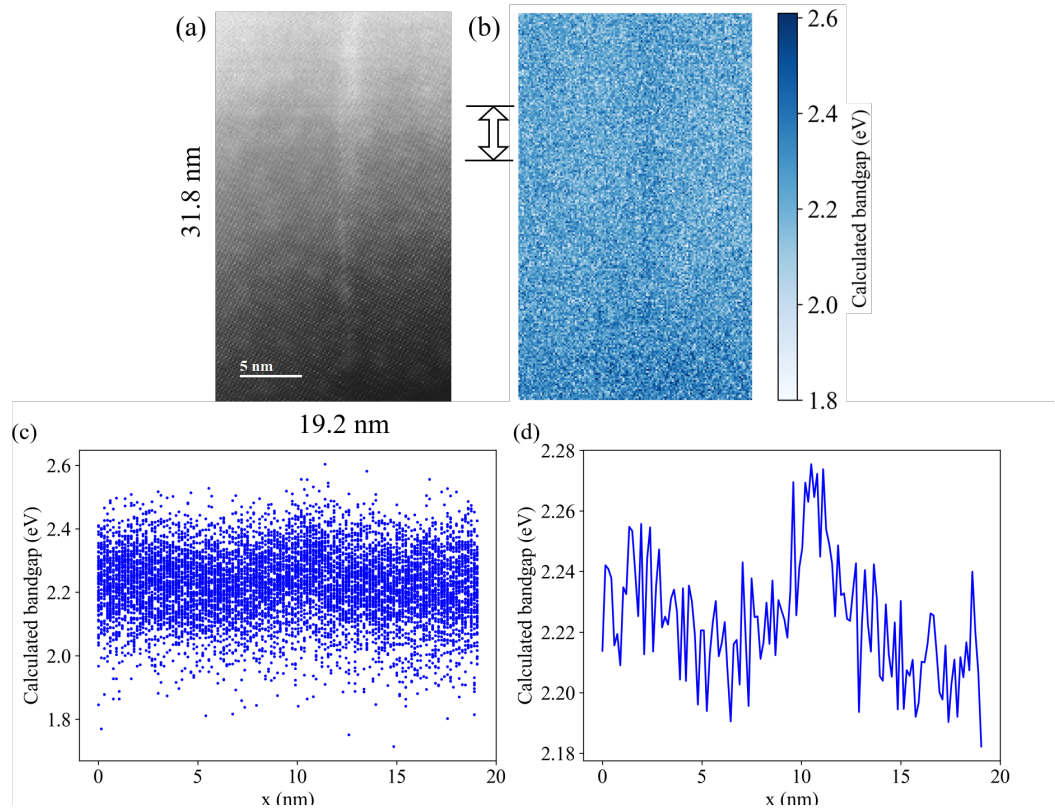 (a)
(b)
31.8 nm
5 nm
19.2 nm
2.6
2.4
2.2
2.0
1.8
Calculated bandgap (eV)
(c)
2.6
2.4
2.2
2.0
1.8
Calculated bandgap (eV)
0
5
10
15
20
x (nm)
(d)
2.28
2.26
2.24
2.22
2.20
2.18
Calculated bandgap (eV)
0
5
10
15
20
x (nm)